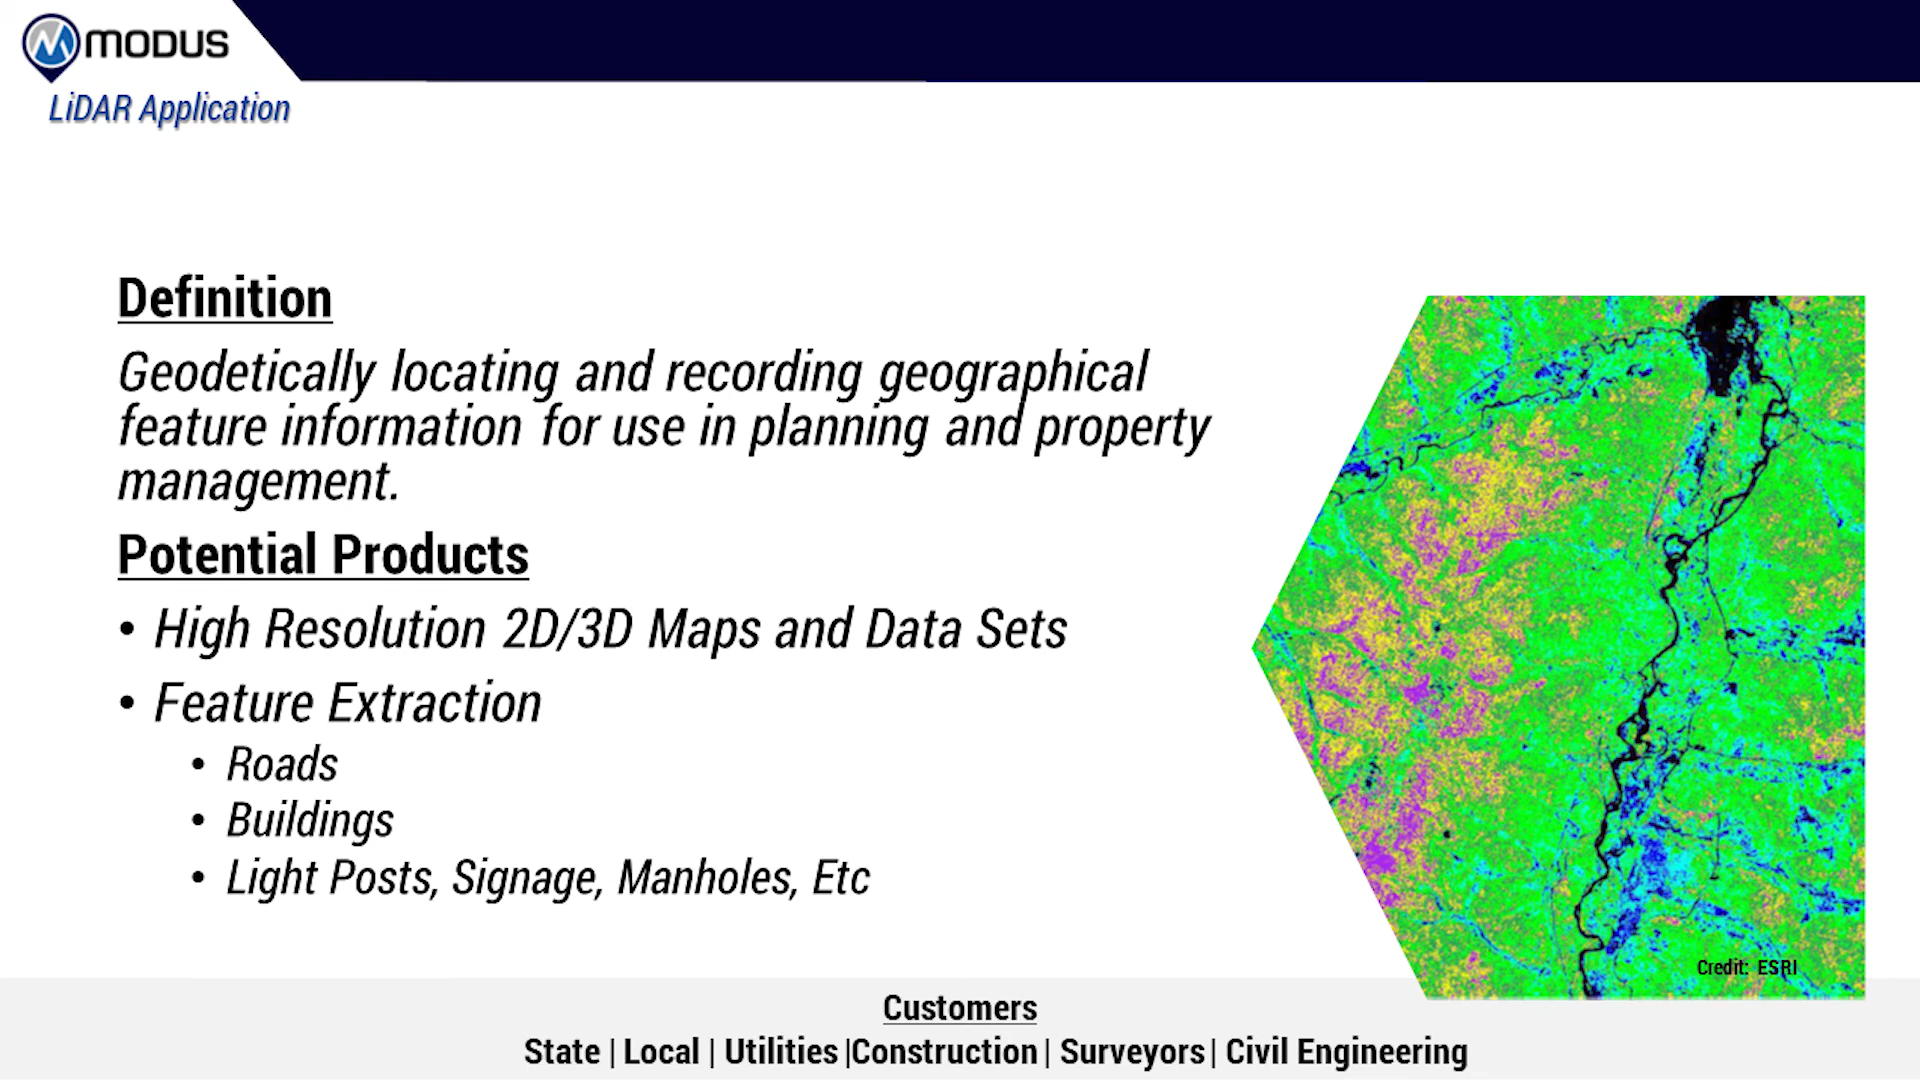 MODUS
LiDAR Application
Definition
Geodetically locating and recording geographical
feature information for use in planning and property
management.
Potential Products
• High Resolution 2D/3D Maps and Data Sets
• Feature Extraction
• Roads
• Buildings
• Light Posts, Signage, Manholes, Etc
Credit: ESRI
Customers
State | Local | Utilities |Construction | Surveyors | Civil Engineering